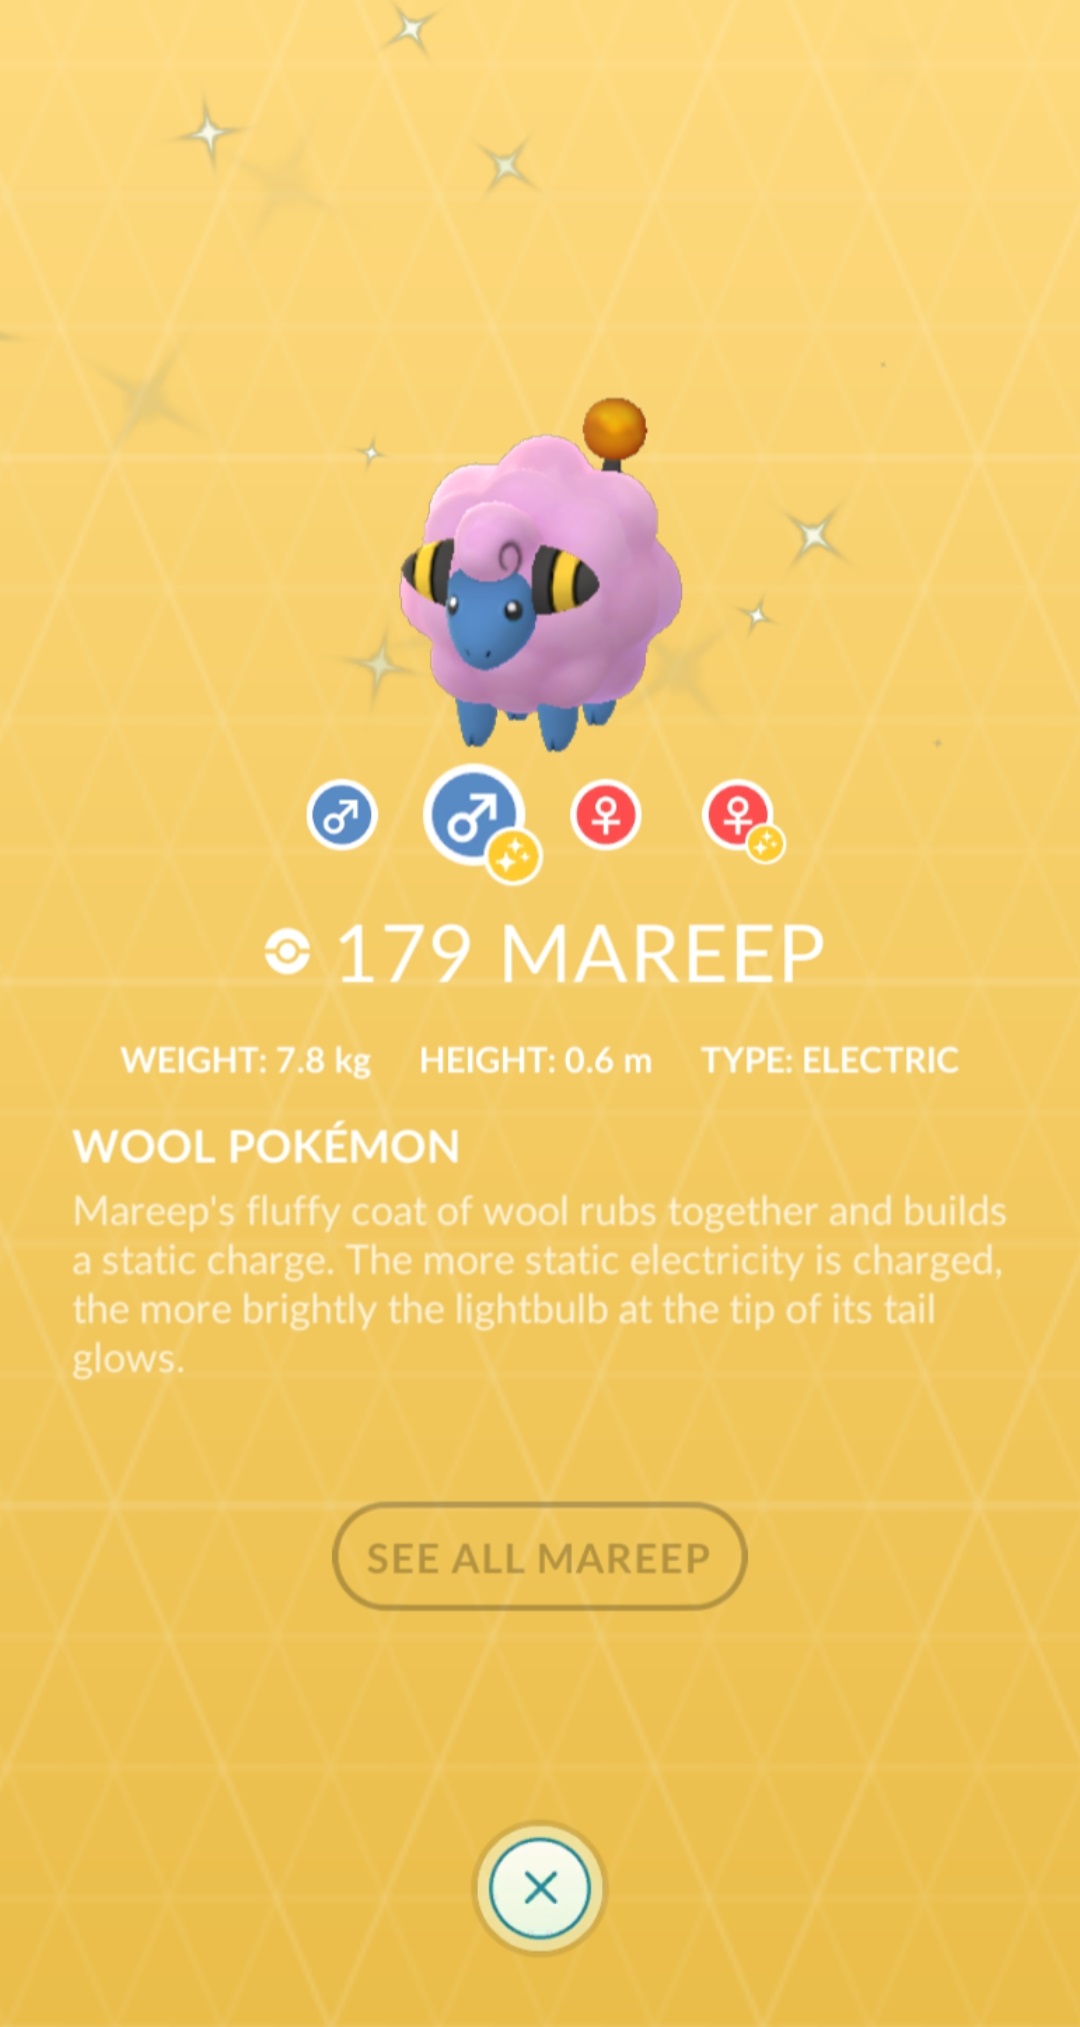 179 MAREEP
WEIGHT: 7.8 kg HEIGHT: 0.6 m TYPE: ELECTRIC
WOOL POKÉMON
Mareep's fluffy coat of wool rubs together and builds
a static charge. The more static electricity is charged,
the more brightly the lightbulb at the tip of its tail
glows.
SEE ALL MAREEP